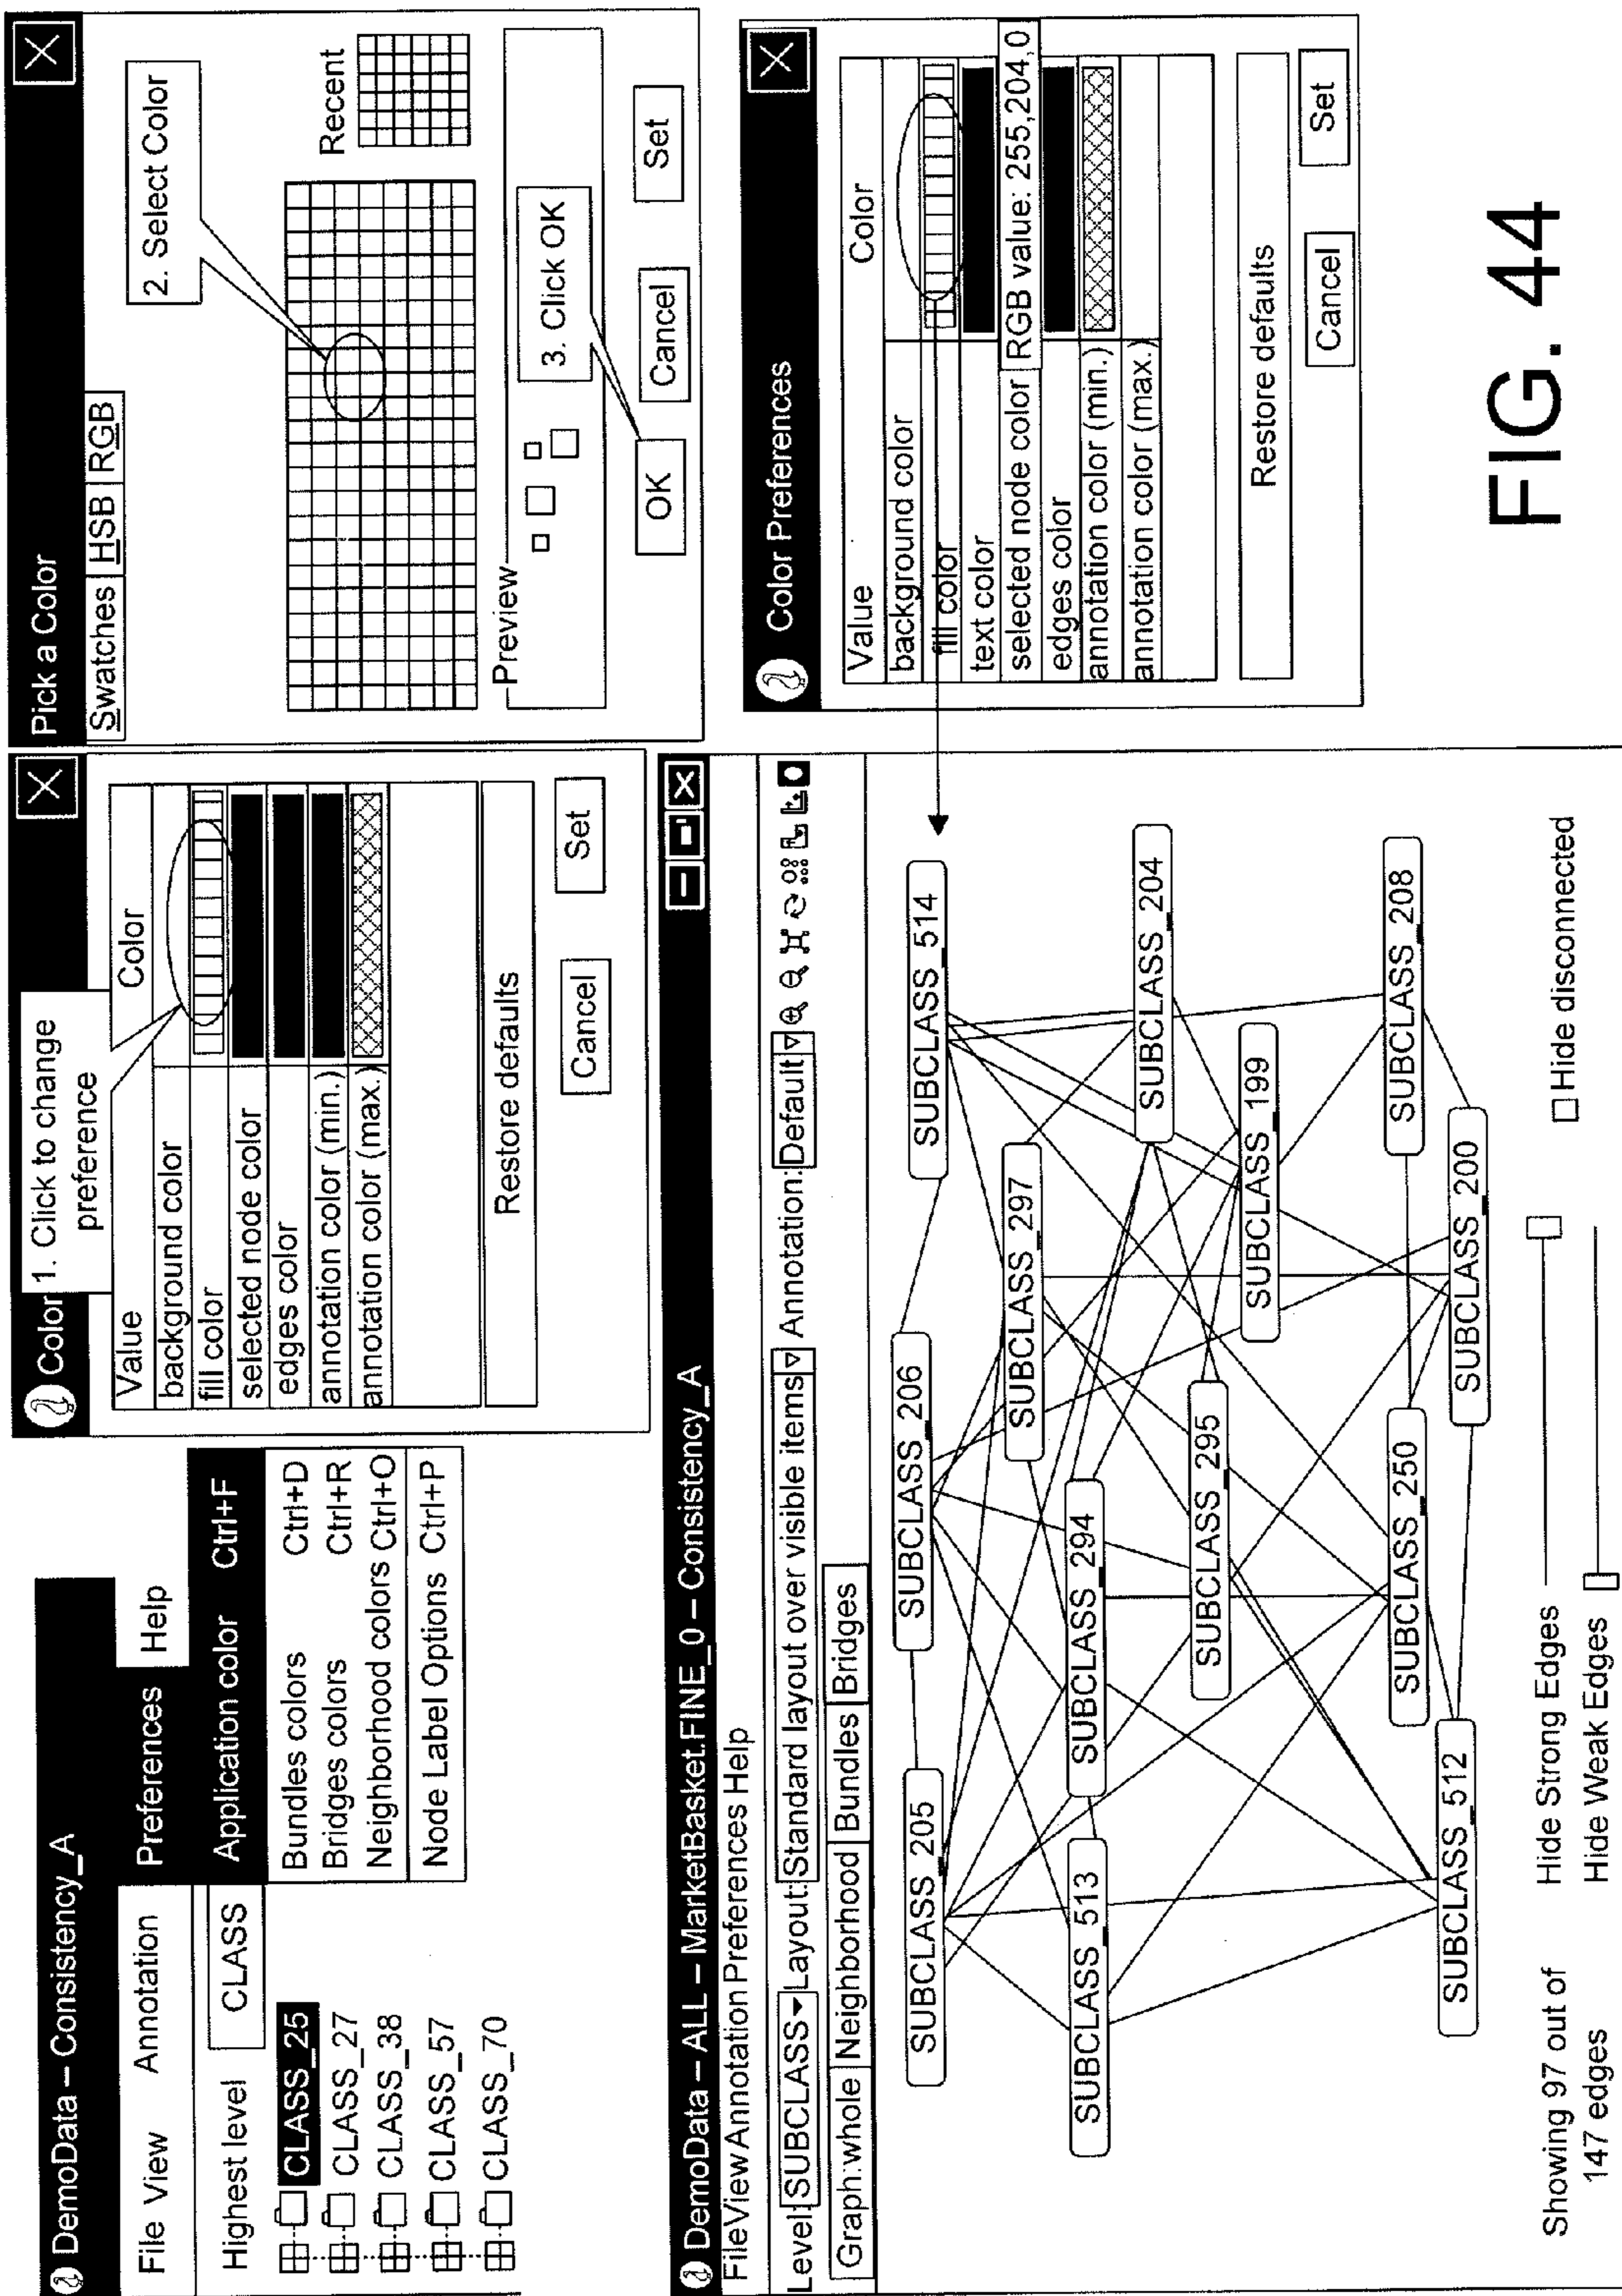 DemoData – Consistency_A
File View Annotation Preferences Help
Highest level CLASS
CLASS_25
CLASS_27
CLASS_38
CLASS_57
CLASS_70
Application color Ctrl+F
Bundles colors Ctrl+D
Bridges colors Ctrl+R
Neighborhood colors Ctrl+O
Node Label Options Ctrl+P
Color
1. Click to change
preference
Value Color
background color
fill color
selected node color
edges color
annotation color (min.)
annotation color (max.)
Restore defaults
Cancel Set
Pick a Color
Swatches HSB RGB
2. Select Color
Recent
Preview
3. Click OK
OK Cancel Set
DemoData – ALL – MarketBasket.FINE_0 – Consistency_A
File View Annotation Preferences Help
Level: SUBCLASS Layout: Standard layout over visible items Annotation: Default
Graph:whole Neighborhood Bundles Bridges
SUBCLASS_205
SUBCLASS_206
SUBCLASS_514
SUBCLASS_297
SUBCLASS_513
SUBCLASS_294
SUBCLASS_204
SUBCLASS_295
SUBCLASS_199
SUBCLASS_250
SUBCLASS_208
SUBCLASS_512
SUBCLASS_200
Showing 97 out of
147 edges
Hide Strong Edges
Hide Weak Edges
Hide disconnected
Color Preferences
Value Color
background color
fill color
text color
selected node color RGB value: 255,204,0
edges color
annotation color (min.)
annotation color (max.)
Restore defaults
Cancel Set
FIG. 44